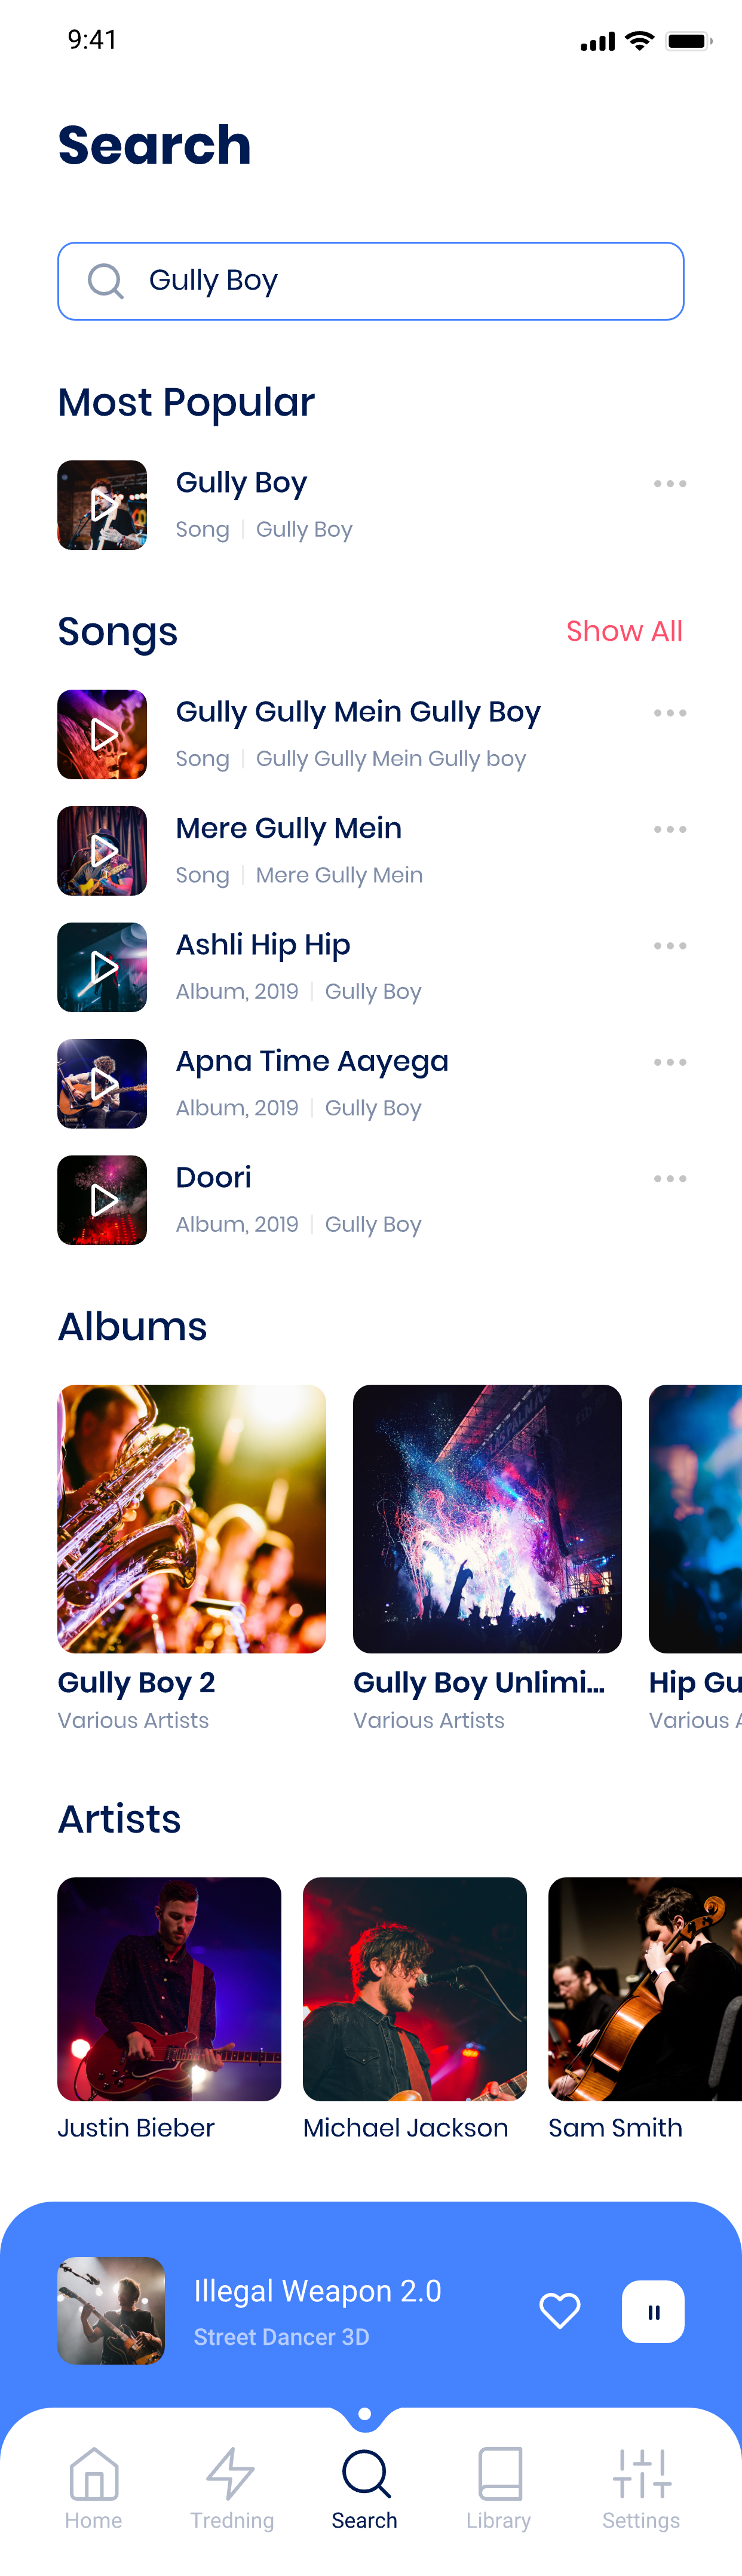 9:41
Search
Gully Boy
Most Popular
Gully Boy
Song | Gully Boy
Songs
Show All
Gully Gully Mein Gully Boy
Song | Gully Gully Mein Gully boy
Mere Gully Mein
Song | Mere Gully Mein
Ashli Hip Hip
Album, 2019 | Gully Boy
Apna Time Aayega
Album, 2019 | Gully Boy
Doori
Album, 2019 | Gully Boy
Albums
Gully Boy 2
Various Artists
Gully Boy Unlimi...
Various Artists
Hip Gu
Various A
Artists
Justin Bieber
Michael Jackson
Sam Smith
Illegal Weapon 2.0
Street Dancer 3D
Home
Tredning
Search
Library
Settings